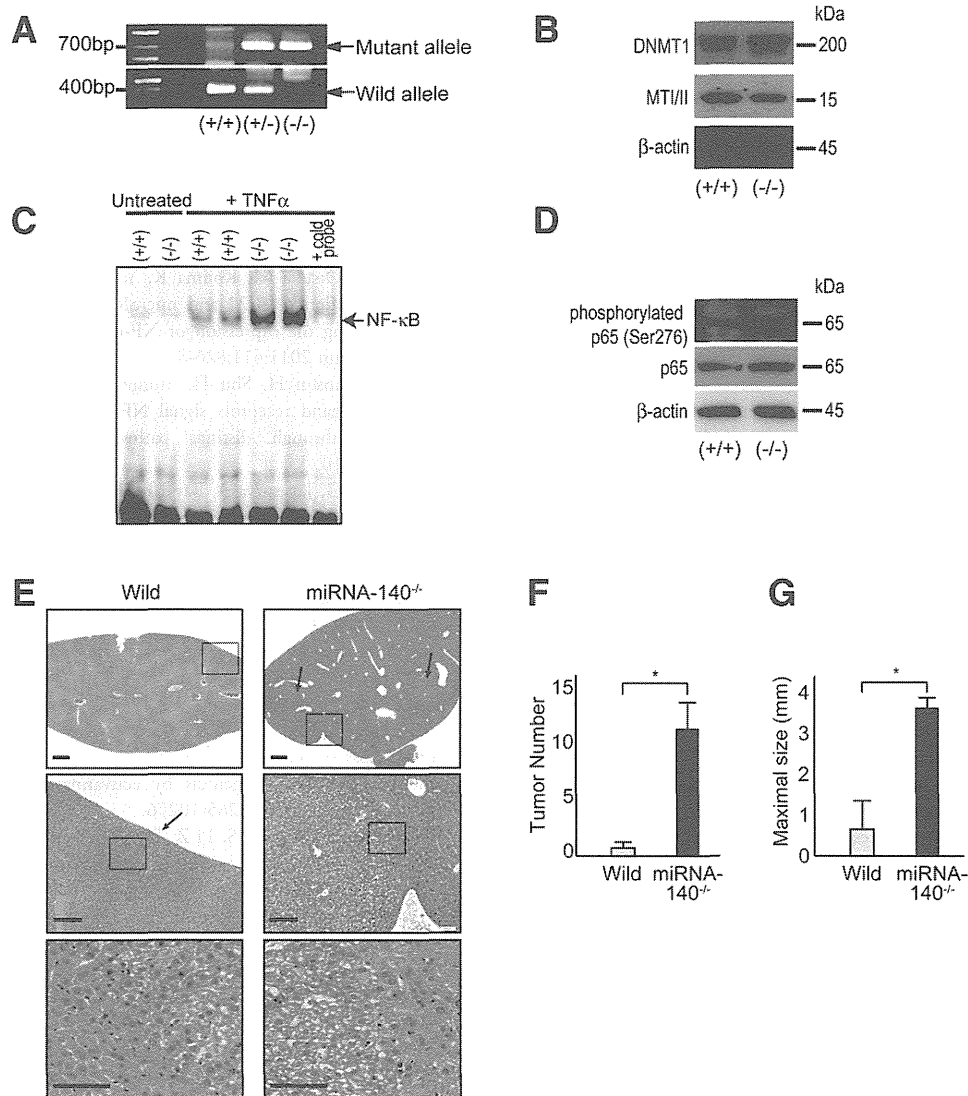 A
700bp
Mutant allele
400bp
Wild allele
(+/+) (+/-) (-/-)
B
kDa
DNMT1
200
MTI/II
15
β-actin
45
(+/+) (-/-)
C
Untreated
+ TNFα
(+/+)
(-/-)
(+/+)
(+/+)
(-/-)
(-/-)
+ cold
probe
NF-κB
D
kDa
phosphorylated
p65 (Ser276)
65
p65
65
β-actin
45
(+/+) (-/-)
E
Wild
miRNA-140-/-
F
Tumor Number
15
10
5
0
*
Wild
miRNA-
140-/-
G
Maximal size (mm)
4
3
2
1
0
*
Wild
miRNA-
140-/-